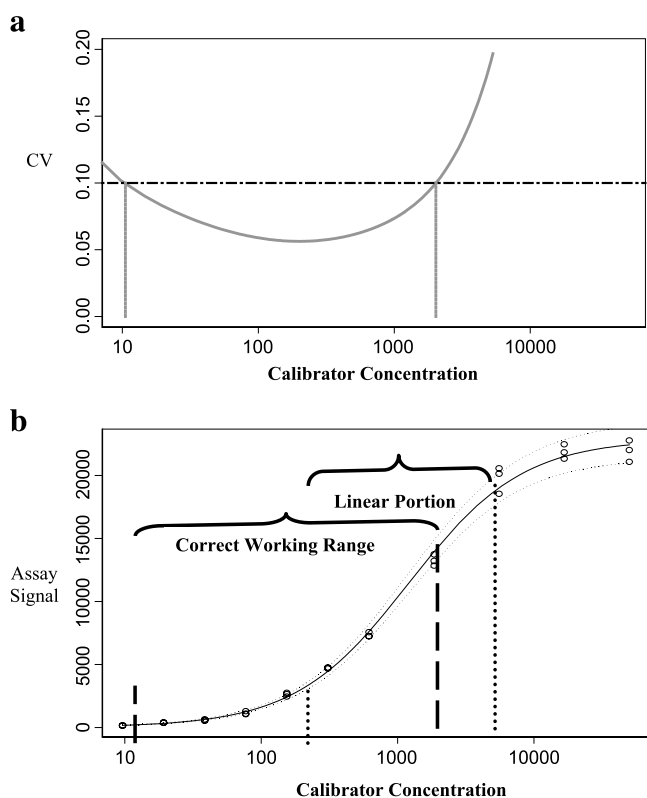 a
0.20
0.15
CV
0.10
0.05
0.00
10 100 1000 10000
Calibrator Concentration
b
20000
Linear Portion
15000
Correct Working Range
Assay
Signal
10000
5000
0
10 100 1000 10000
Calibrator Concentration